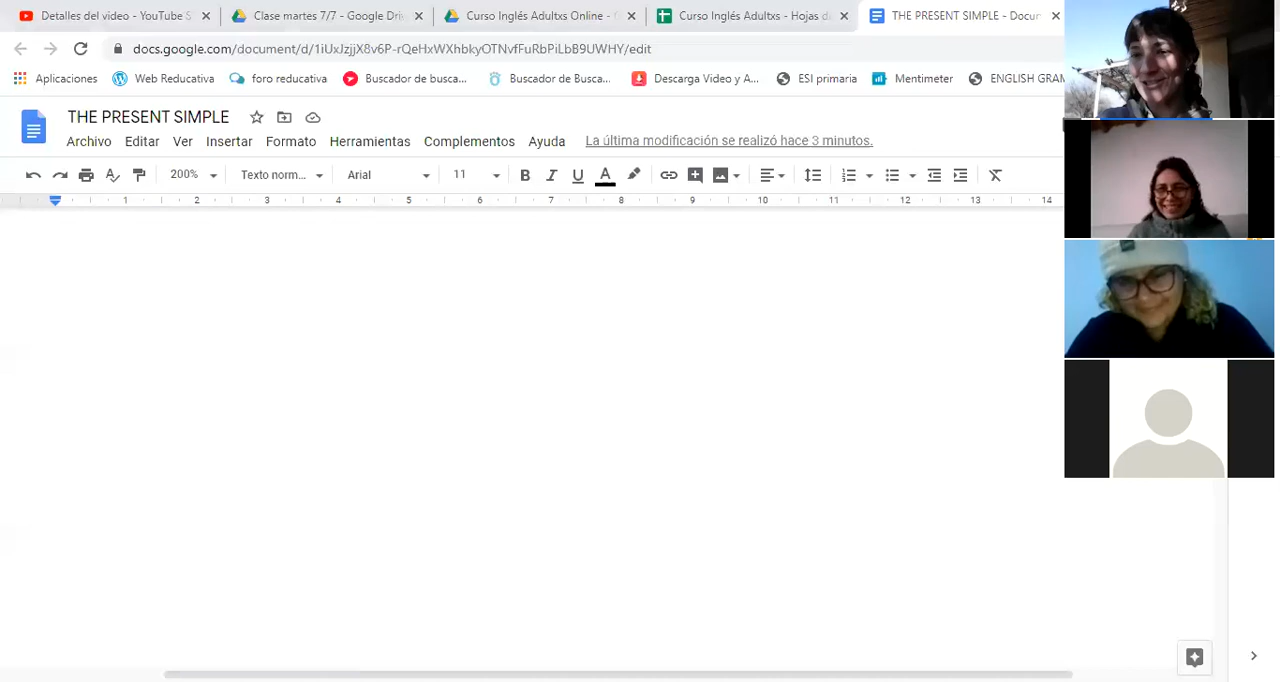 Detalles del video - YouTube S
Clase martes 7/7 - Google Driv
Curso Inglés Adultxs Online - G
Curso Inglés Adultxs - Hojas d
THE PRESENT SIMPLE - Docum
docs.google.com/document/d/1iUxJzjjX8v6P-rQeHxWXhbkyOTNvfFuRbPiLbB9UWHY/edit
Aplicaciones Web Reducativa foro reducativa Buscador de busca... Buscador de Busca... Descarga Video y A... ESI primaria Mentimeter ENGLISH GRAM
THE PRESENT SIMPLE
Archivo Editar Ver Insertar Formato Herramientas Complementos Ayuda La última modificación se realizó hace 3 minutos.
200% Texto norm... Arial 11 B I U A
1 2 3 4 5 6 7 8 9 10 11 12 13 14